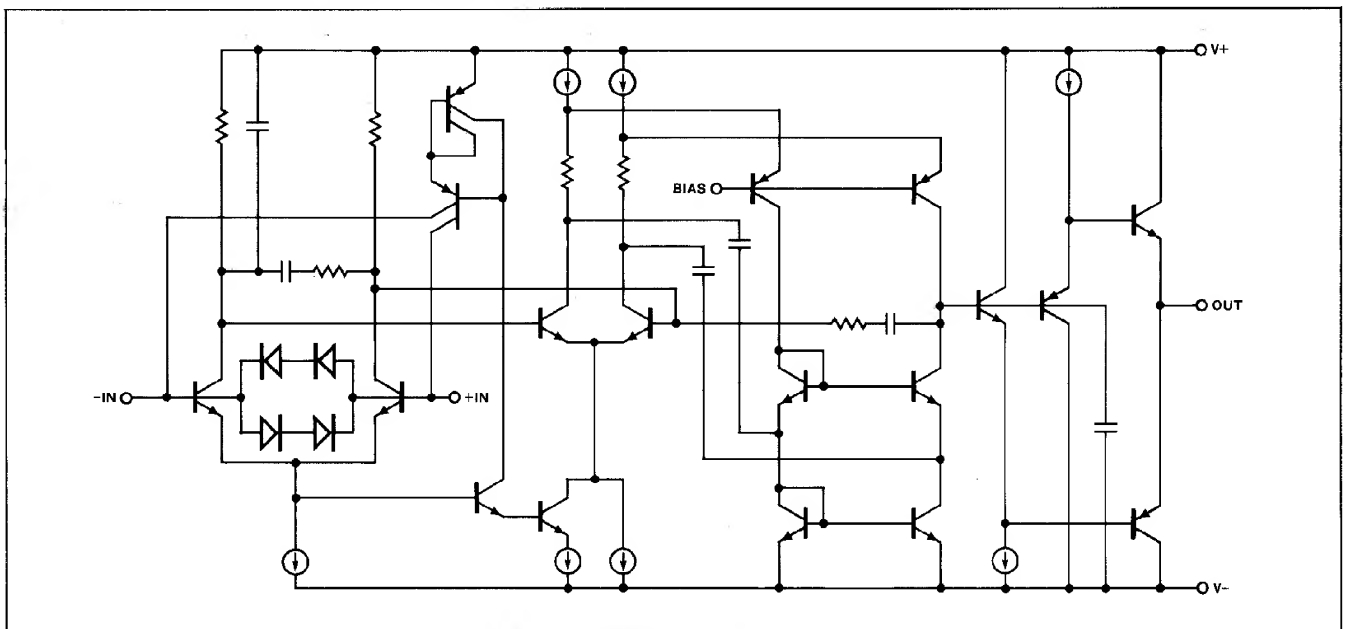 V+
BIAS
OUT
-IN
+IN
V-